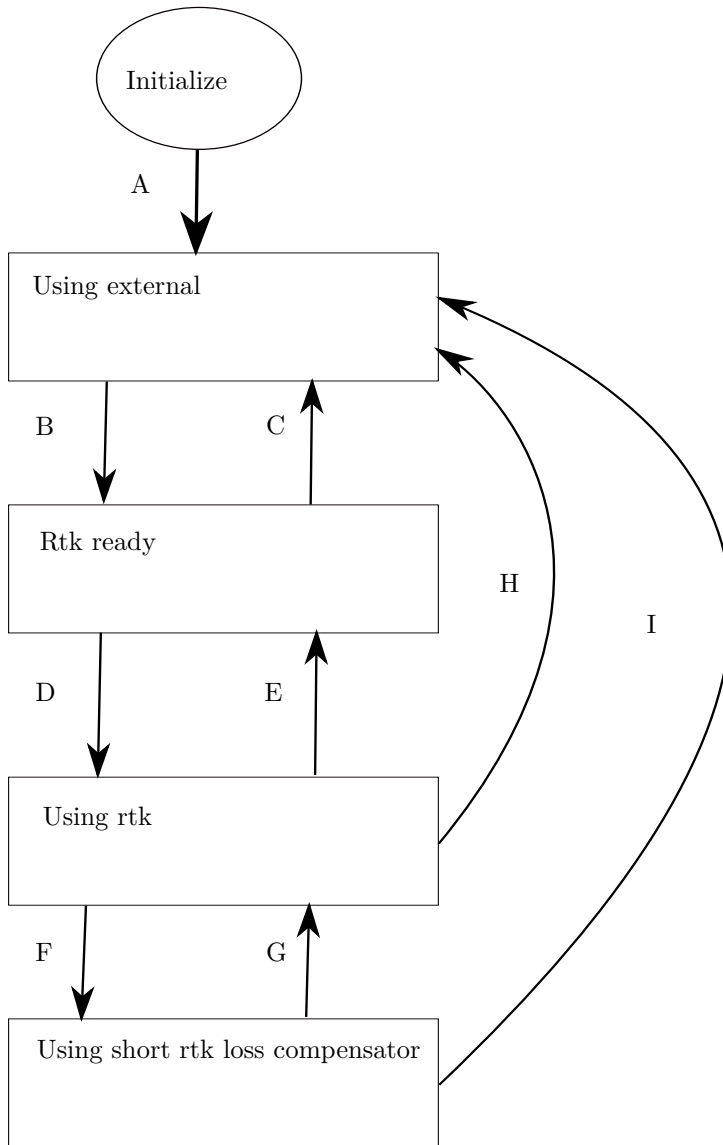 Initialize
A
Using external
B
C
Rtk ready
H
I
D
E
Using rtk
F
G
Using short rtk loss compensator